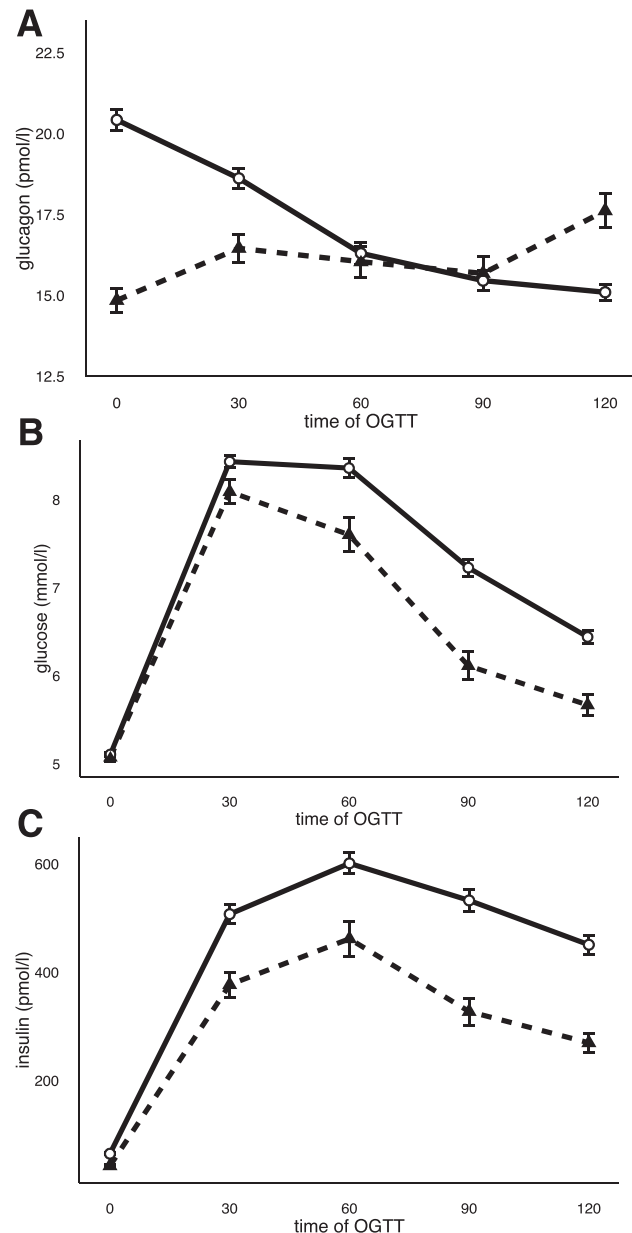 A
22.5
20.0
17.5
15.0
12.5
glucagon (pmol/l)
0 30 60 90 120
time of OGTT
B
8
7
6
5
glucose (mmol/l)
0 30 60 90 120
time of OGTT
C
600
400
200
insulin (pmol/l)
0 30 60 90 120
time of OGTT